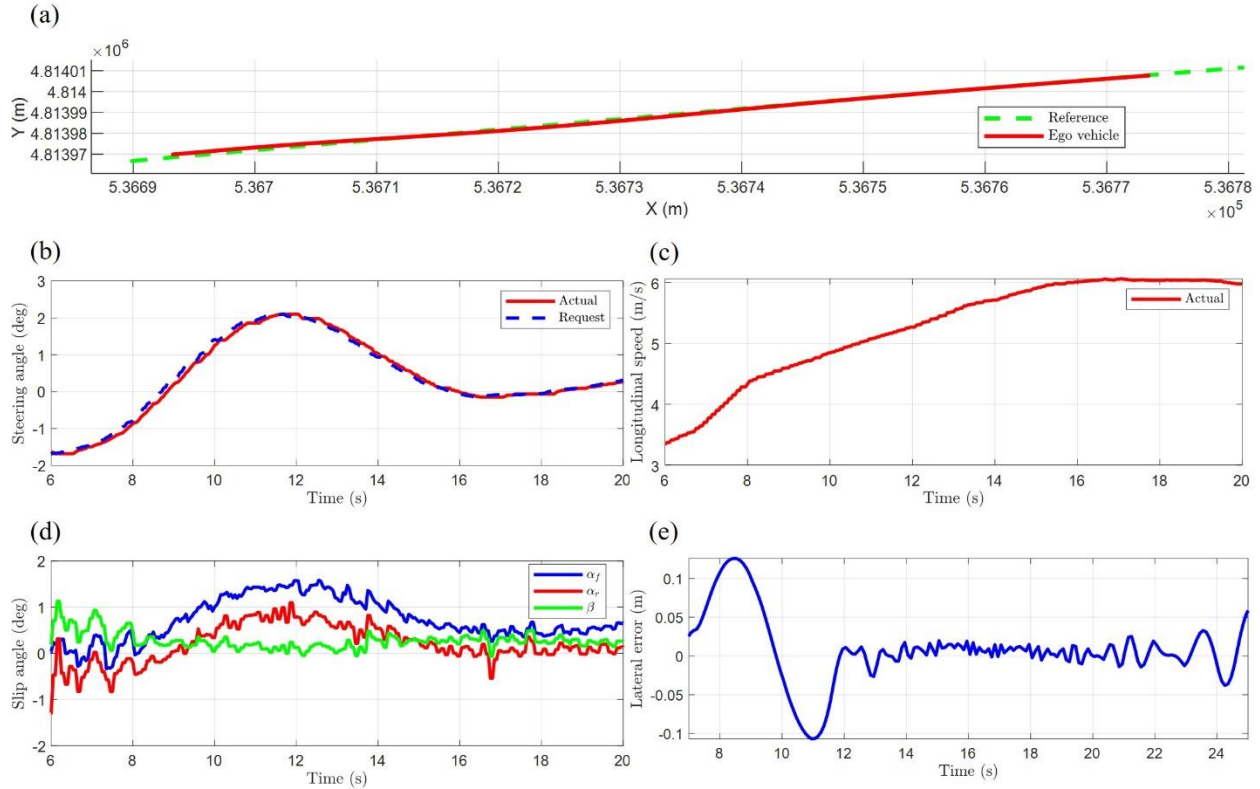 (a)
×10⁶
4.81401
4.814
4.81399
4.81398
4.81397
Y (m)
Reference
Ego vehicle
5.3669 5.367 5.3671 5.3672 5.3673 5.3674 5.3675 5.3676 5.3677 5.3678
X (m)
×10⁵
(b)
3
2
1
0
-1
-2
Steering angle (deg)
Actual
Request
6 8 10 12 14 16 18 20
Time (s)
(c)
6
5
4
3
Longitudinal speed (m/s)
Actual
6 8 10 12 14 16 18 20
Time (s)
(d)
2
1
0
-1
-2
Slip angle (deg)
α_f
α_r
β
6 8 10 12 14 16 18 20
Time (s)
(e)
0.1
0.05
0
-0.05
-0.1
Lateral error (m)
8 10 12 14 16 18 20 22 24
Time (s)